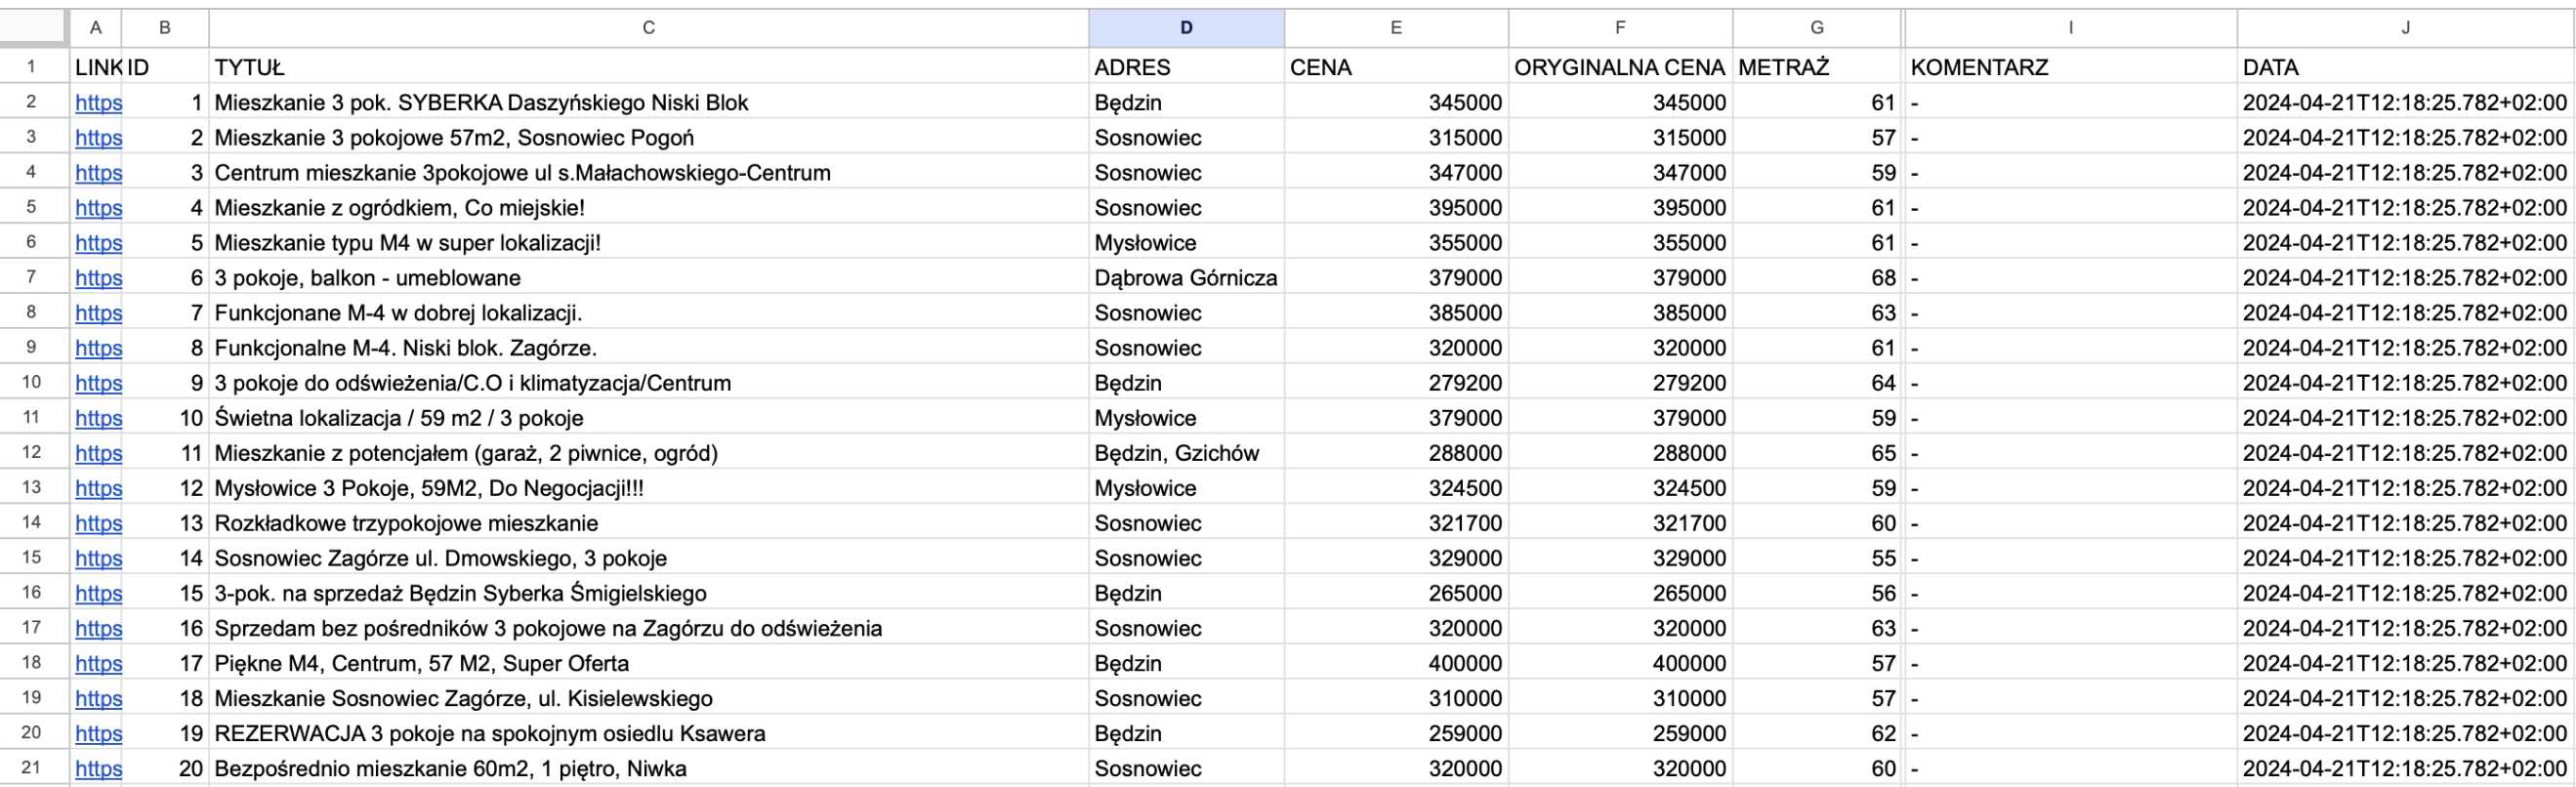 A B C D E F G I J
1 LINK ID TYTUŁ ADRES CENA ORYGINALNA CENA METRAŻ KOMENTARZ DATA
2 https 1 Mieszkanie 3 pok. SYBERKA Daszyńskiego Niski Blok Będzin 345000 345000 61 - 2024-04-21T12:18:25.782+02:00
3 https 2 Mieszkanie 3 pokojowe 57m2, Sosnowiec Pogoń Sosnowiec 315000 315000 57 - 2024-04-21T12:18:25.782+02:00
4 https 3 Centrum mieszkanie 3pokojowe ul s.Małachowskiego-Centrum Sosnowiec 347000 347000 59 - 2024-04-21T12:18:25.782+02:00
5 https 4 Mieszkanie z ogródkiem, Co miejskie! Sosnowiec 395000 395000 61 - 2024-04-21T12:18:25.782+02:00
6 https 5 Mieszkanie typu M4 w super lokalizacji! Mysłowice 355000 355000 61 - 2024-04-21T12:18:25.782+02:00
7 https 6 3 pokoje, balkon - umeblowane Dąbrowa Górnicza 379000 379000 68 - 2024-04-21T12:18:25.782+02:00
8 https 7 Funkcjonane M-4 w dobrej lokalizacji. Sosnowiec 385000 385000 63 - 2024-04-21T12:18:25.782+02:00
9 https 8 Funkcjonalne M-4. Niski blok. Zagórze. Sosnowiec 320000 320000 61 - 2024-04-21T12:18:25.782+02:00
10 https 9 3 pokoje do odświeżenia/C.O i klimatyzacja/Centrum Będzin 279200 279200 64 - 2024-04-21T12:18:25.782+02:00
11 https 10 Świetna lokalizacja / 59 m2 / 3 pokoje Mysłowice 379000 379000 59 - 2024-04-21T12:18:25.782+02:00
12 https 11 Mieszkanie z potencjałem (garaż, 2 piwnice, ogród) Będzin, Gzichów 288000 288000 65 - 2024-04-21T12:18:25.782+02:00
13 https 12 Mysłowice 3 Pokoje, 59M2, Do Negocjacji!!! Mysłowice 324500 324500 59 - 2024-04-21T12:18:25.782+02:00
14 https 13 Rozkładkowe trzypokojowe mieszkanie Sosnowiec 321700 321700 60 - 2024-04-21T12:18:25.782+02:00
15 https 14 Sosnowiec Zagórze ul. Dmowskiego, 3 pokoje Sosnowiec 329000 329000 55 - 2024-04-21T12:18:25.782+02:00
16 https 15 3-pok. na sprzedaż Będzin Syberka Śmigielskiego Będzin 265000 265000 56 - 2024-04-21T12:18:25.782+02:00
17 https 16 Sprzedam bez pośredników 3 pokojowe na Zagórzu do odświeżenia Sosnowiec 320000 320000 63 - 2024-04-21T12:18:25.782+02:00
18 https 17 Piękne M4, Centrum, 57 M2, Super Oferta Będzin 400000 400000 57 - 2024-04-21T12:18:25.782+02:00
19 https 18 Mieszkanie Sosnowiec Zagórze, ul. Kisielewskiego Sosnowiec 310000 310000 57 - 2024-04-21T12:18:25.782+02:00
20 https 19 REZERWACJA 3 pokoje na spokojnym osiedlu Ksawera Będzin 259000 259000 62 - 2024-04-21T12:18:25.782+02:00
21 https 20 Bezpośrednio mieszkanie 60m2, 1 piętro, Niwka Sosnowiec 320000 320000 60 - 2024-04-21T12:18:25.782+02:00